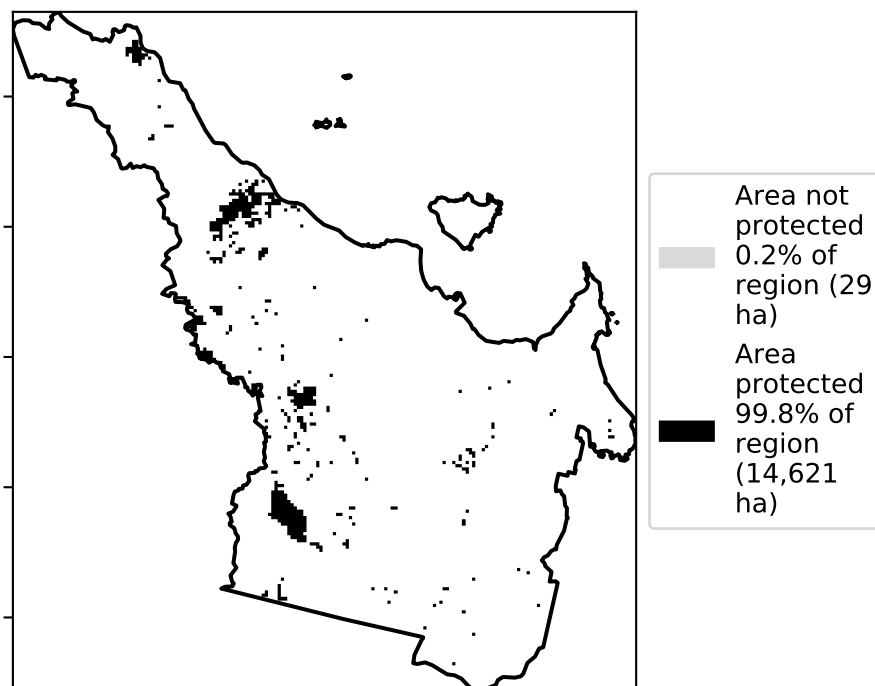 Area not
protected
0.2% of
region (29
ha)
Area
protected
99.8% of
region
(14,621
ha)